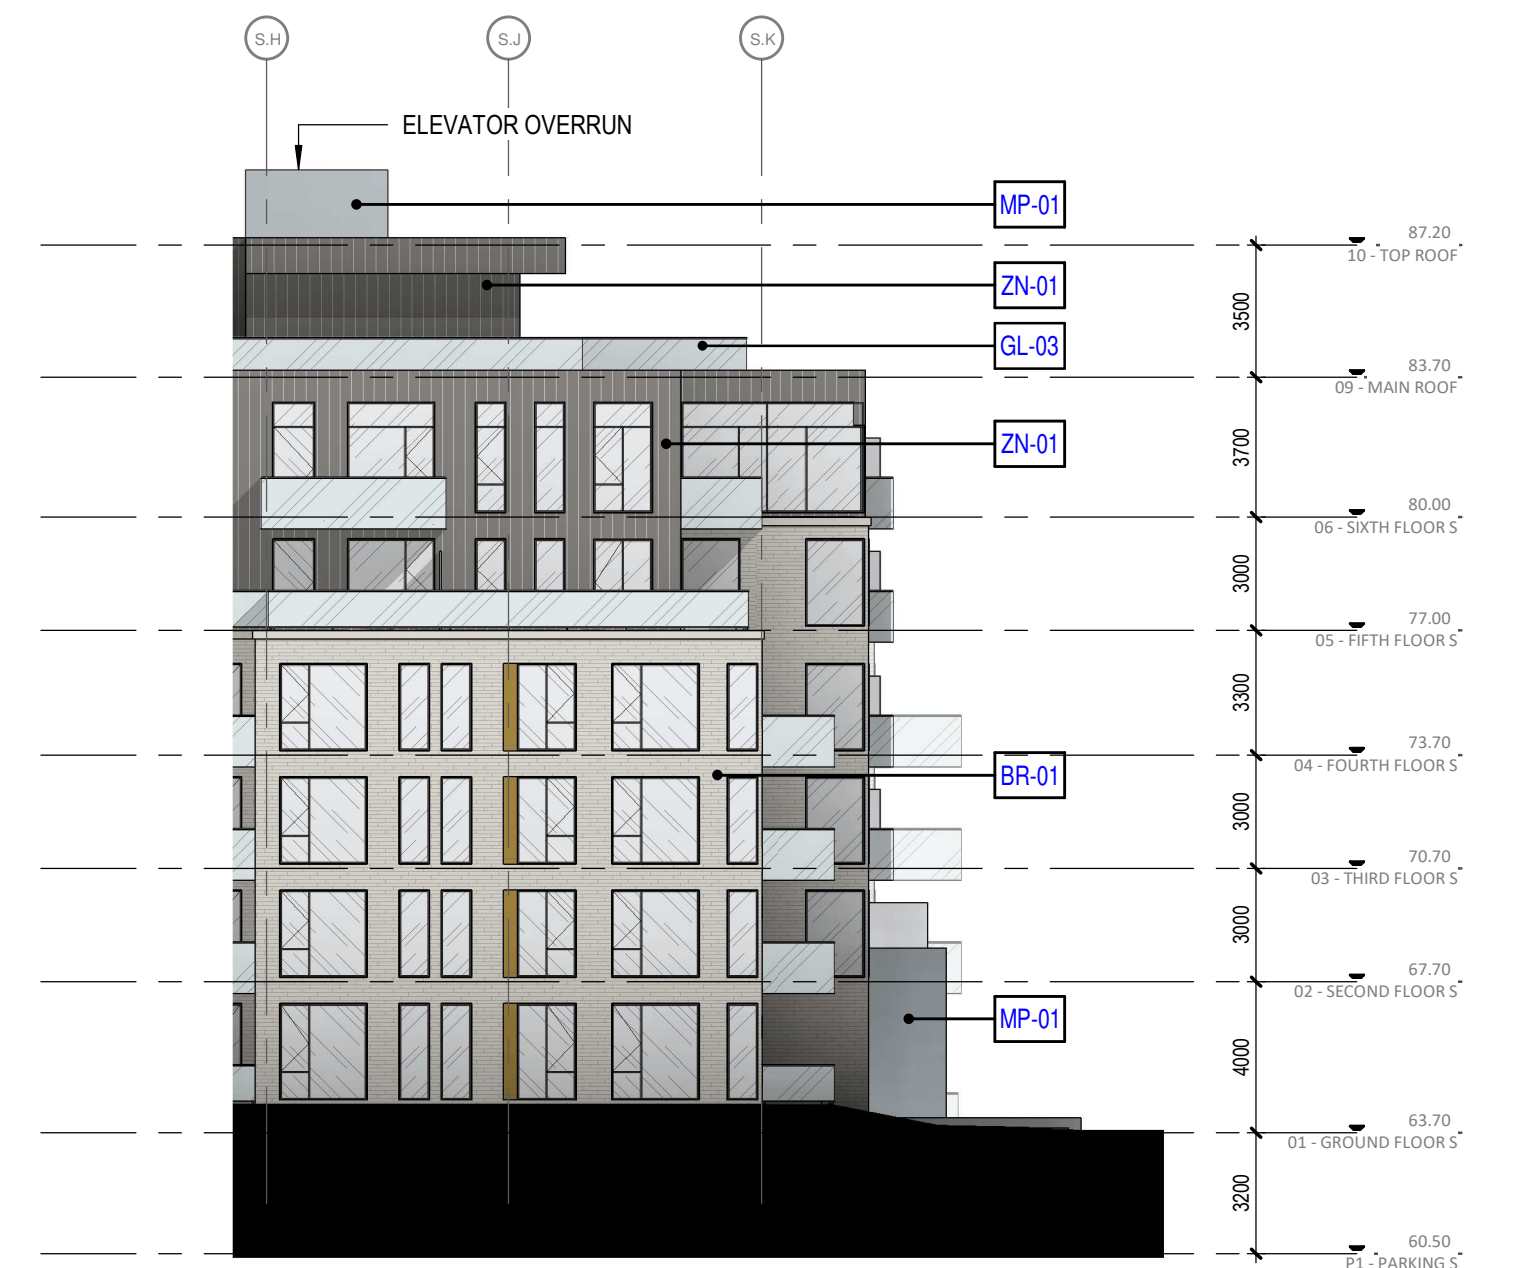 S.H
S.J
S.K
ELEVATOR OVERRUN
MP-01
87.20
10 - TOP ROOF
ZN-01
3500
GL-03
83.70
09 - MAIN ROOF
ZN-01
3700
80.00
06 - SIXTH FLOOR S
3000
77.00
05 - FIFTH FLOOR S
3300
73.70
04 - FOURTH FLOOR S
BR-01
3000
70.70
03 - THIRD FLOOR S
3000
67.70
02 - SECOND FLOOR S
MP-01
4000
63.70
01 - GROUND FLOOR S
3200
60.50
P1 - PARKING S